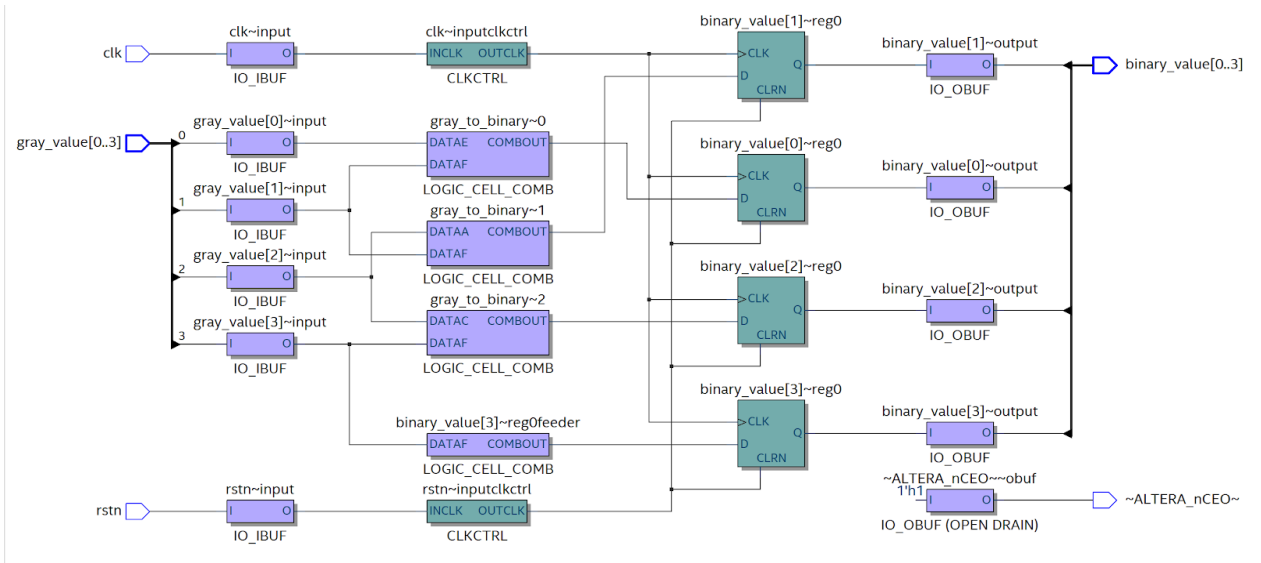 clk
clk~input
I O
IO_IBUF
clk~inputclkctrl
INCLK OUTCLK
CLKCTRL
binary_value[1]~reg0
CLK
D
Q
CLRN
binary_value[1]~output
I O
IO_OBUF
binary_value[0..3]
gray_value[0..3]
0
gray_value[0]~input
I O
IO_IBUF
gray_to_binary~0
DATAE COMBOUT
DATAF
LOGIC_CELL_COMB
binary_value[0]~reg0
CLK
D
Q
CLRN
binary_value[0]~output
I O
IO_OBUF
1
gray_value[1]~input
I O
IO_IBUF
gray_to_binary~1
DATAA COMBOUT
DATAF
LOGIC_CELL_COMB
2
gray_value[2]~input
I O
IO_IBUF
gray_to_binary~2
DATAC COMBOUT
DATAF
LOGIC_CELL_COMB
binary_value[2]~reg0
CLK
D
Q
CLRN
binary_value[2]~output
I O
IO_OBUF
3
gray_value[3]~input
I O
IO_IBUF
binary_value[3]~reg0feeder
DATAF COMBOUT
LOGIC_CELL_COMB
binary_value[3]~reg0
CLK
D
Q
CLRN
binary_value[3]~output
I O
IO_OBUF
rstn
rstn~input
I O
IO_IBUF
rstn~inputclkctrl
INCLK OUTCLK
CLKCTRL
~ALTERA_nCEO~~obuf
1'h1
I O
IO_OBUF (OPEN DRAIN)
~ALTERA_nCEO~